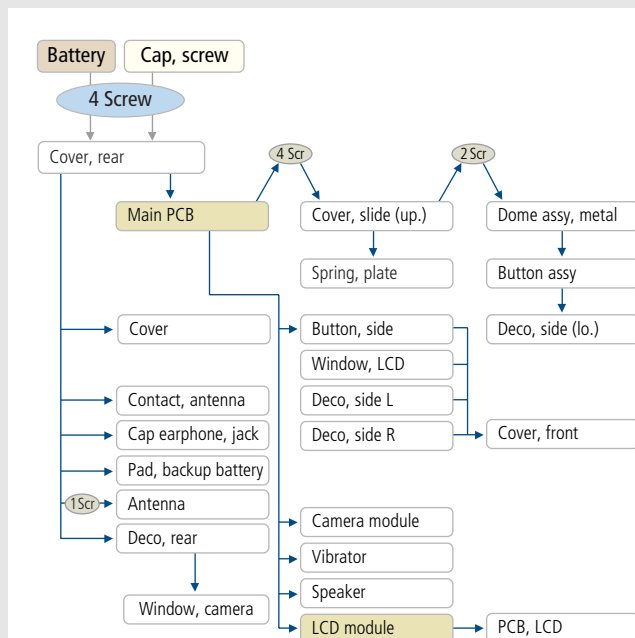 Battery
Cap, screw
4 Screw
Cover, rear
4 Scr
2 Scr
Main PCB
Cover, slide (up.)
Dome assy, metal
Spring, plate
Button assy
Cover
Button, side
Deco, side (lo.)
Window, LCD
Contact, antenna
Deco, side L
Cap earphone, jack
Deco, side R
Cover, front
Pad, backup battery
1 Scr
Antenna
Camera module
Deco, rear
Vibrator
Speaker
Window, camera
LCD module
PCB, LCD